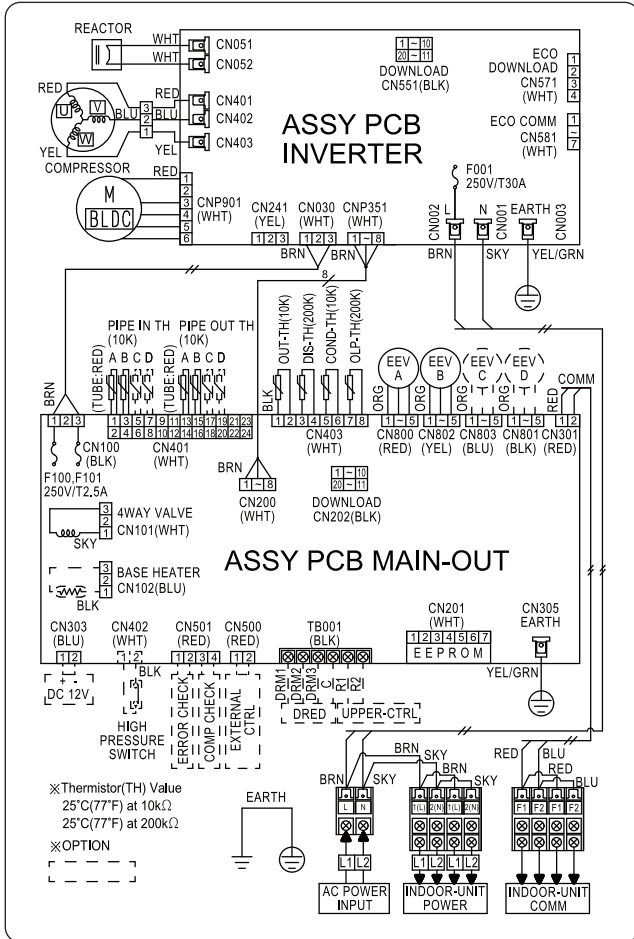 REACTOR
WHT CN051
WHT CN052
RED
U V W
RED CN401
3 BLU 2 BLU CN402
1 YEL CN403
YEL
COMPRESSOR
M
BLDC
RED
1
2
3
4
5
6
CNP901
(WHT)
ASSY PCB
INVERTER
1 ~ 10
20 ~ 11
DOWNLOAD
CN551(BLK)
ECO
DOWNLOAD
CN571
(WHT)
1
2
3
4
ECO COMM
CN581
(WHT)
1
~
7
F001
250V/T30A
CN241
(YEL)
1 2 3
CN030
(WHT)
1 2 3
CNP351
(WHT)
1 ~ 8
CN002 L
N CN001
EARTH CN003
BRN BRN BRN SKY YEL/GRN
8
BRN
PIPE IN TH
(10K)
(TUBE:RED)
A B C D
PIPE OUT TH
(10K)
(TUBE:RED)
A B C D
OUT-TH(10K)
DIS-TH(200K)
COND-TH(10K)
OLP-TH(200K)
BLK
EEV
A
EEV
B
EEV
C
EEV
D
ORG ORG ORG ORG
COMM
RED
1 2 3
CN100
(BLK)
F100,F101
250V/T2.5A
1 3 5 7 9 11 13 15 17 19 21 23
2 4 6 8 10 12 14 16 18 20 22 24
CN401
(WHT)
1 2 3 4 5 6 7 8
CN403
(WHT)
1 ~ 5
CN800
(RED)
1 ~ 5
CN802
(YEL)
1 ~ 5
CN803
(BLU)
1 ~ 5
CN801
(BLK)
1 2
CN301
(RED)
BRN
1 ~ 8
CN200
(WHT)
1 ~ 10
20 ~ 11
DOWNLOAD
CN202(BLK)
3
2
1
4WAY VALVE
CN101(WHT)
SKY
ASSY PCB MAIN-OUT
3
2
1
BASE HEATER
CN102(BLU)
BLK
CN303
(BLU)
1 2
+ -
DC 12V
CN402
(WHT)
1 2
BLK
HIGH
PRESSURE
SWITCH
CN501
(RED)
1 2 3 4
ERROR CHECK
COMP CHECK
CN500
(RED)
1 2
EXTERNAL
CTRL
TB001
(BLK)
DRM1
DRM2
DRM3
C
R1
R2
DRED
UPPER-CTRL
CN201
(WHT)
1 2 3 4 5 6 7
EEPROM
CN305
EARTH
YEL/GRN
※Thermistor(TH) Value
25°C(77°F) at 10kΩ
25°C(77°F) at 200kΩ
※OPTION
EARTH
BRN SKY
BRN SKY
BRN SKY
L N
L1 L2
AC POWER
INPUT
1(L) 2(N) 1(L) 2(N)
L1 L2 L1 L2
INDOOR-UNIT
POWER
RED BLU
RED
BLU
F1 F2 F1 F2
INDOOR-UNIT
COMM